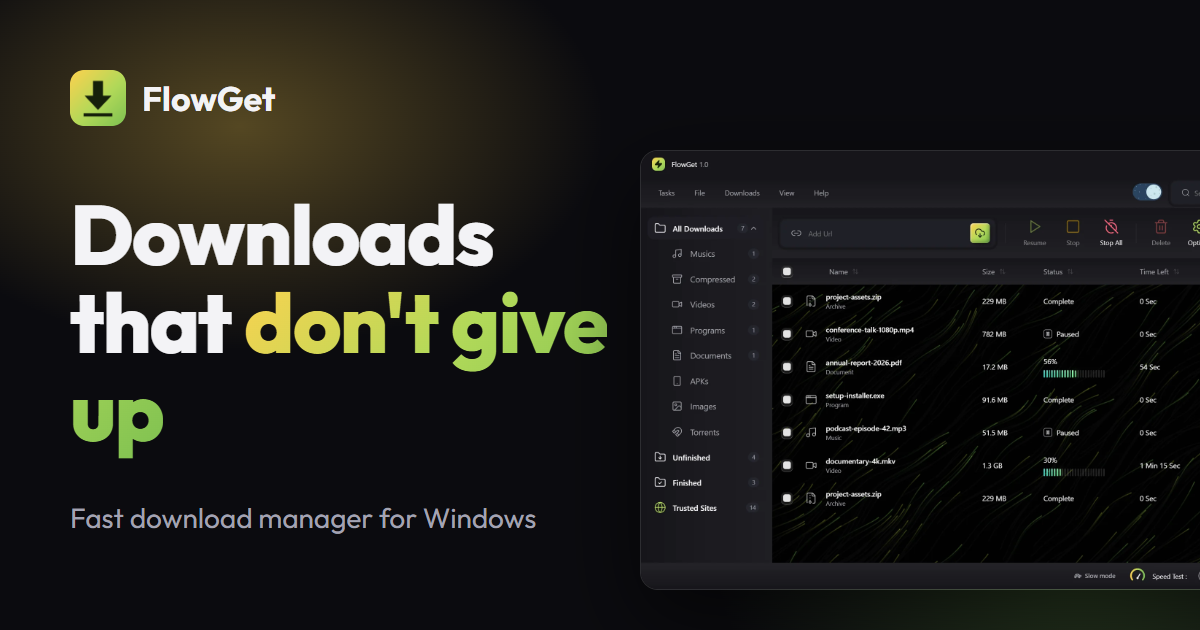 FlowGet
Downloads
that don't give
up
Fast download manager for Windows
FlowGet 1.0
Tasks File Downloads View Help
All Downloads 7
Musics 1
Compressed 2
Videos 2
Programs 1
Documents 1
APKs
Images
Torrents
Unfinished 4
Finished 3
Trusted Sites 14
Add Url
Resume Stop Stop All Delete
Name Size Status Time Left
project-assets.zip 229 MB Complete 0 Sec
Archive
conference-talk-1080p.mp4 782 MB Paused 0 Sec
Video
annual-report-2026.pdf 17.2 MB 56% 54 Sec
Document
setup-installer.exe 91.6 MB Complete 0 Sec
Program
podcast-episode-42.mp3 51.5 MB Paused 0 Sec
Music
documentary-4k.mkv 1.3 GB 30% 1 Min 15 Sec
Video
project-assets.zip 229 MB Complete 0 Sec
Archive
Slow mode Speed Test :